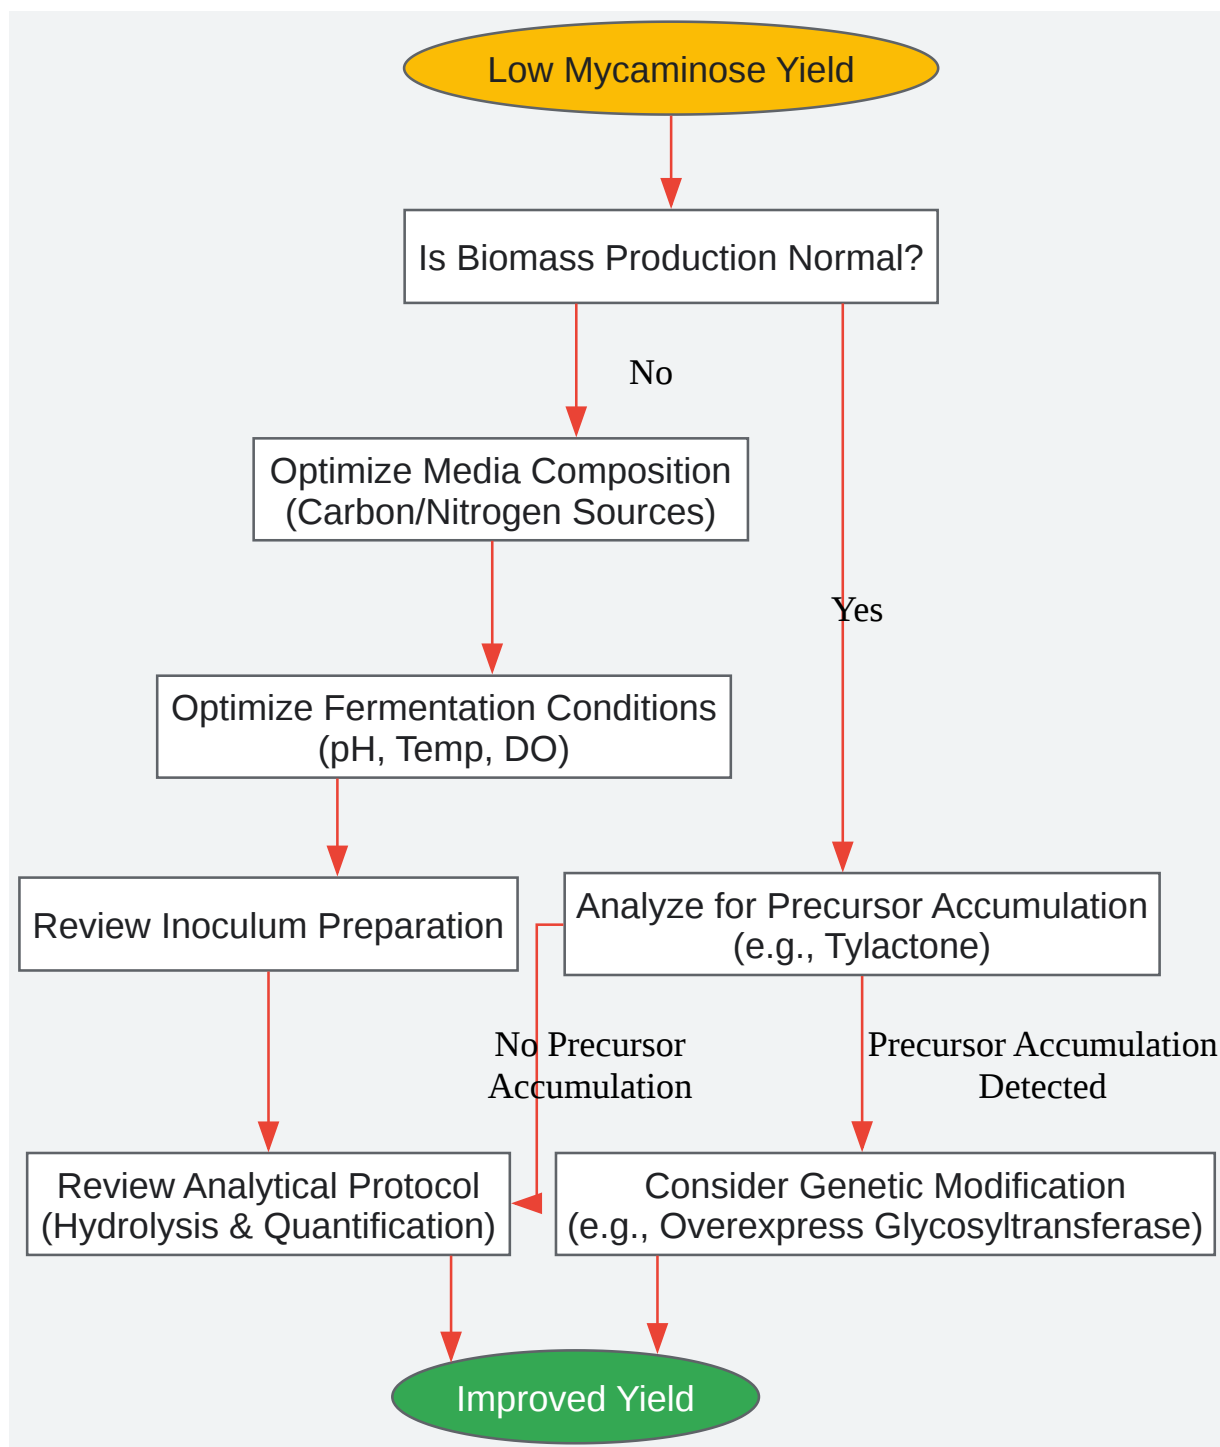 Low Mycaminose Yield
Is Biomass Production Normal?
No
Optimize Media Composition
(Carbon/Nitrogen Sources)
Yes
Optimize Fermentation Conditions
(pH, Temp, DO)
Review Inoculum Preparation
Analyze for Precursor Accumulation
(e.g., Tylactone)
No Precursor
Accumulation
Precursor Accumulation
Detected
Review Analytical Protocol
(Hydrolysis & Quantification)
Consider Genetic Modification
(e.g., Overexpress Glycosyltransferase)
Improved Yield